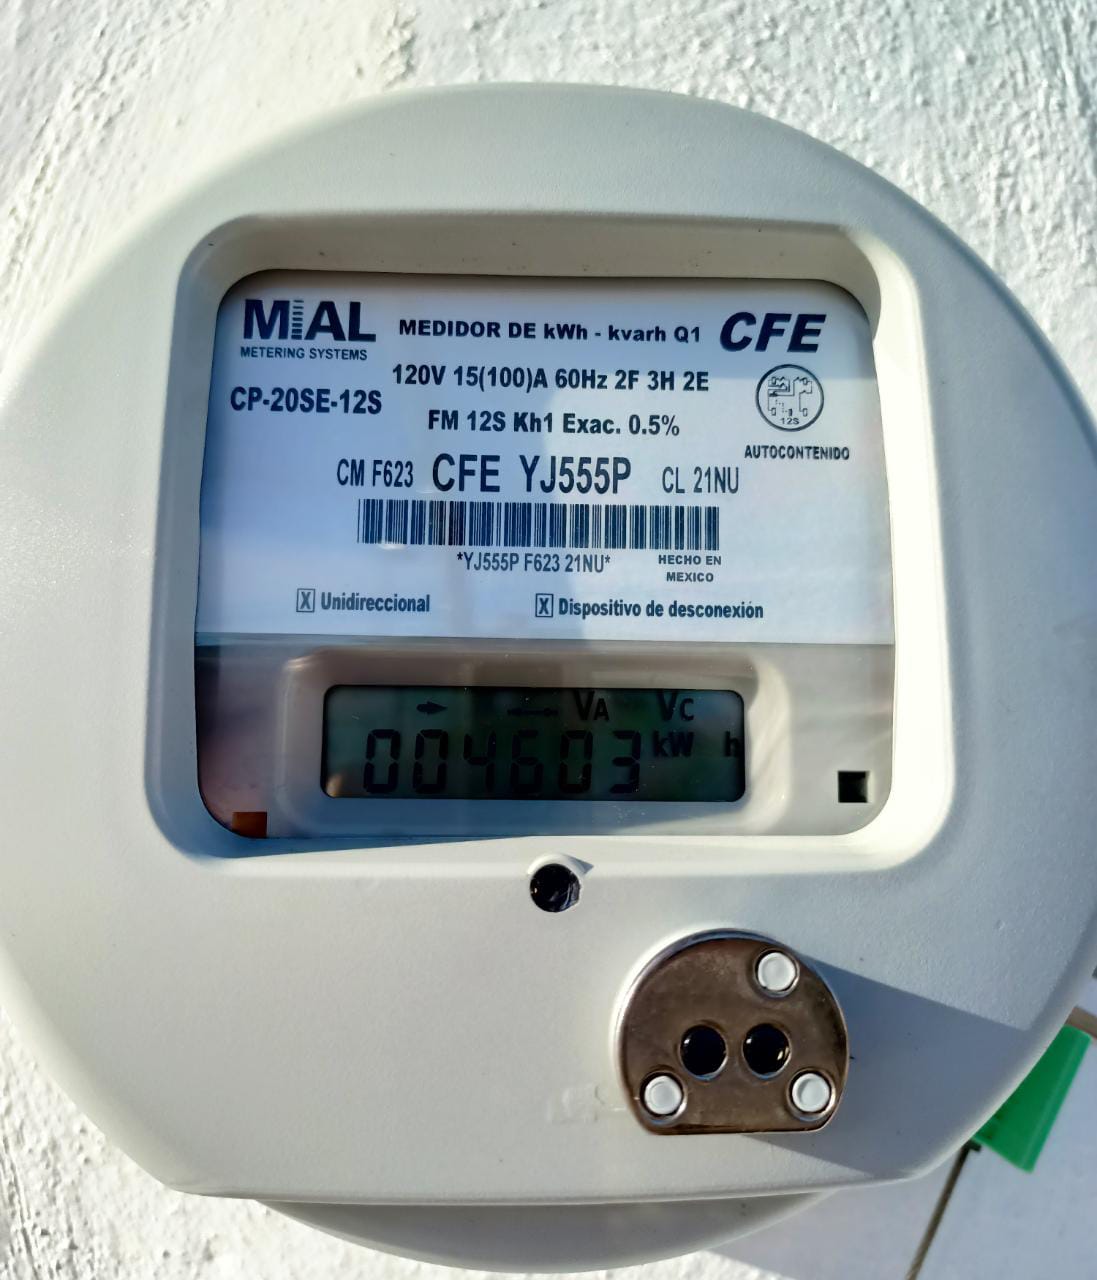 MIAL
METERING SYSTEMS
MEDIDOR DE kWh - kvarh Q1
CFE
120V 15(100)A 60Hz 2F 3H 2E
CP-20SE-12S
FM 12S Kh1 Exac. 0.5%
12S
AUTOCONTENIDO
CM F623 CFE YJ555P CL 21NU
*YJ555P F623 21NU*
HECHO EN
MEXICO
X Unidireccional
X Dispositivo de desconexión
VA VC
004603 kW h